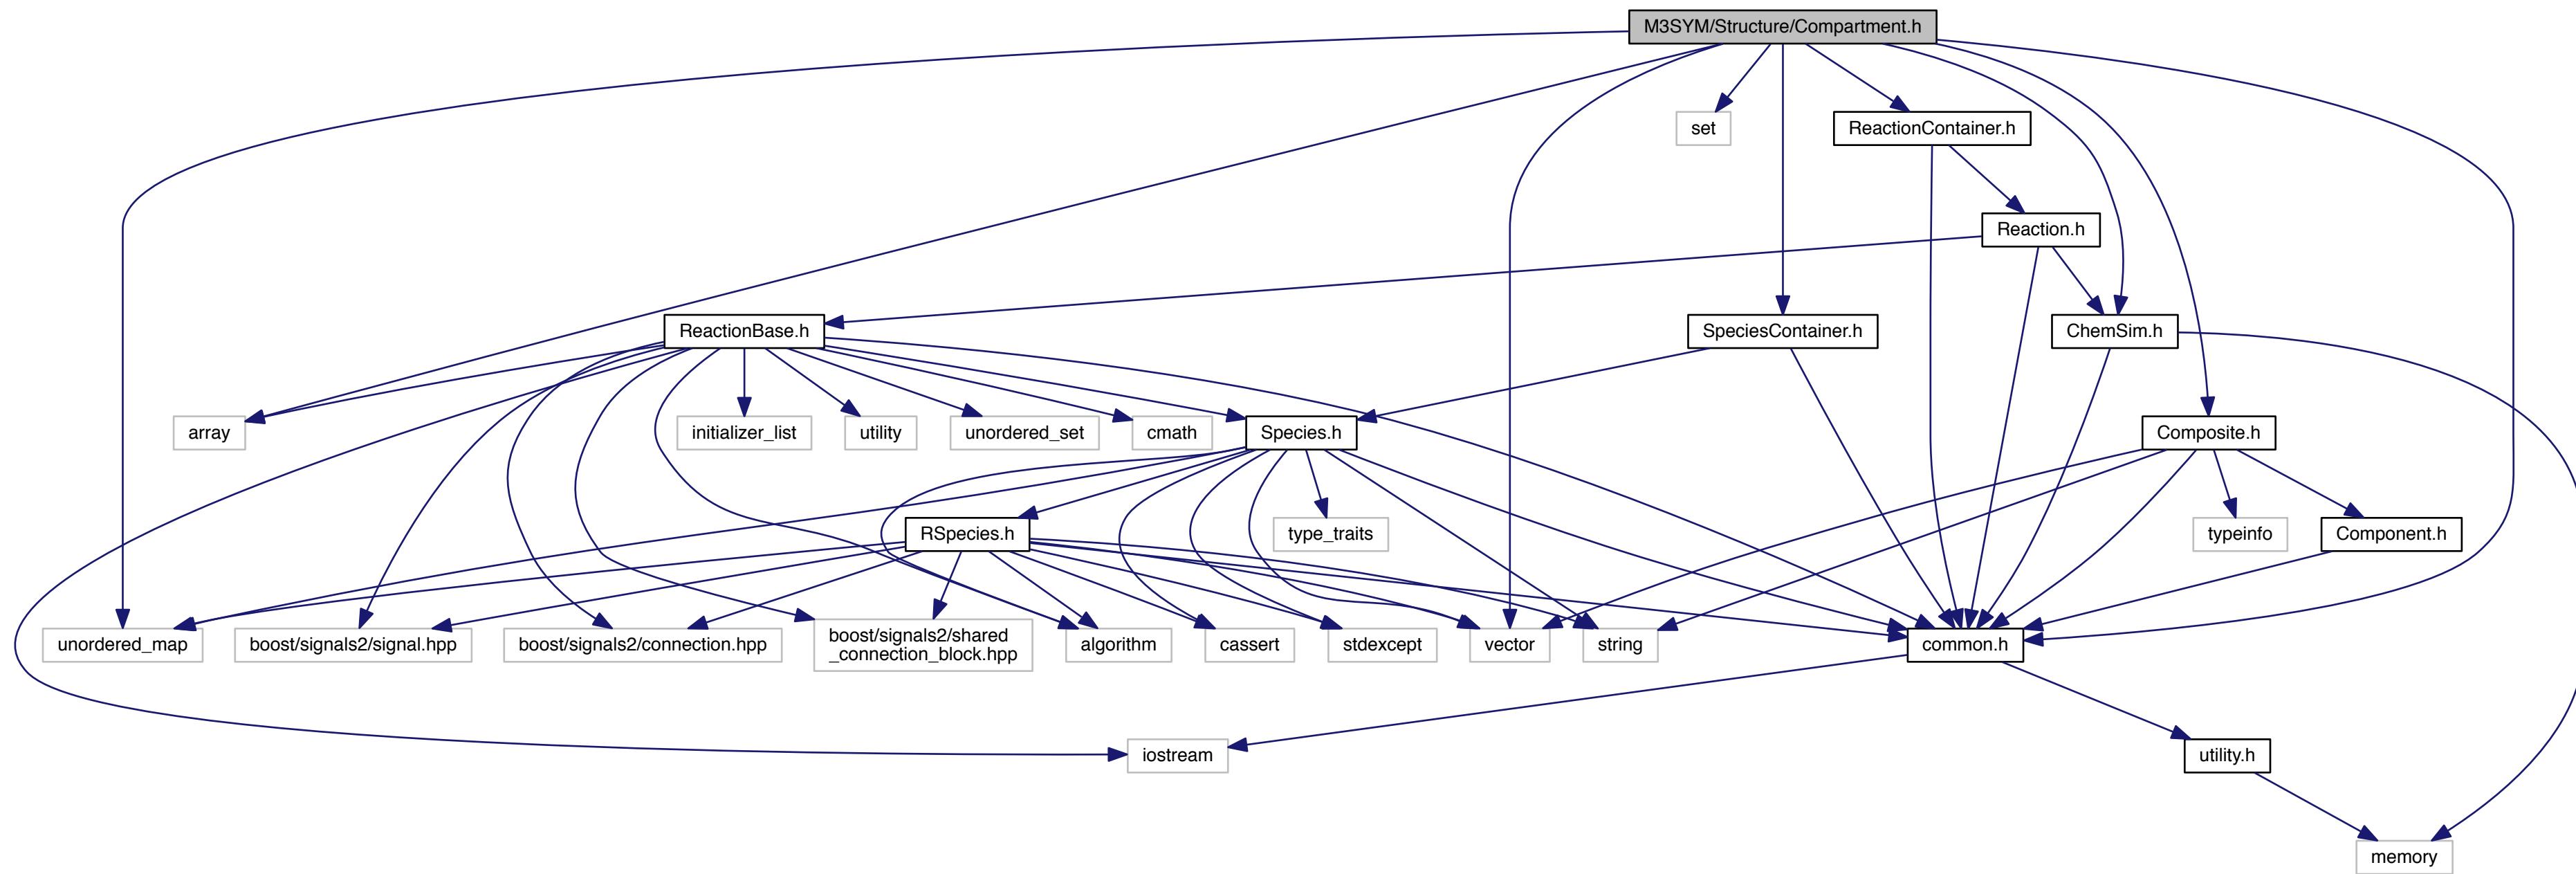 M3SYM/Structure/Compartment.h
set
ReactionContainer.h
Reaction.h
ReactionBase.h
SpeciesContainer.h
ChemSim.h
array
initializer_list
utility
unordered_set
cmath
Species.h
Composite.h
RSpecies.h
type_traits
typeinfo
Component.h
unordered_map
boost/signals2/signal.hpp
boost/signals2/connection.hpp
boost/signals2/shared
_connection_block.hpp
algorithm
cassert
stdexcept
vector
string
common.h
iostream
utility.h
memory